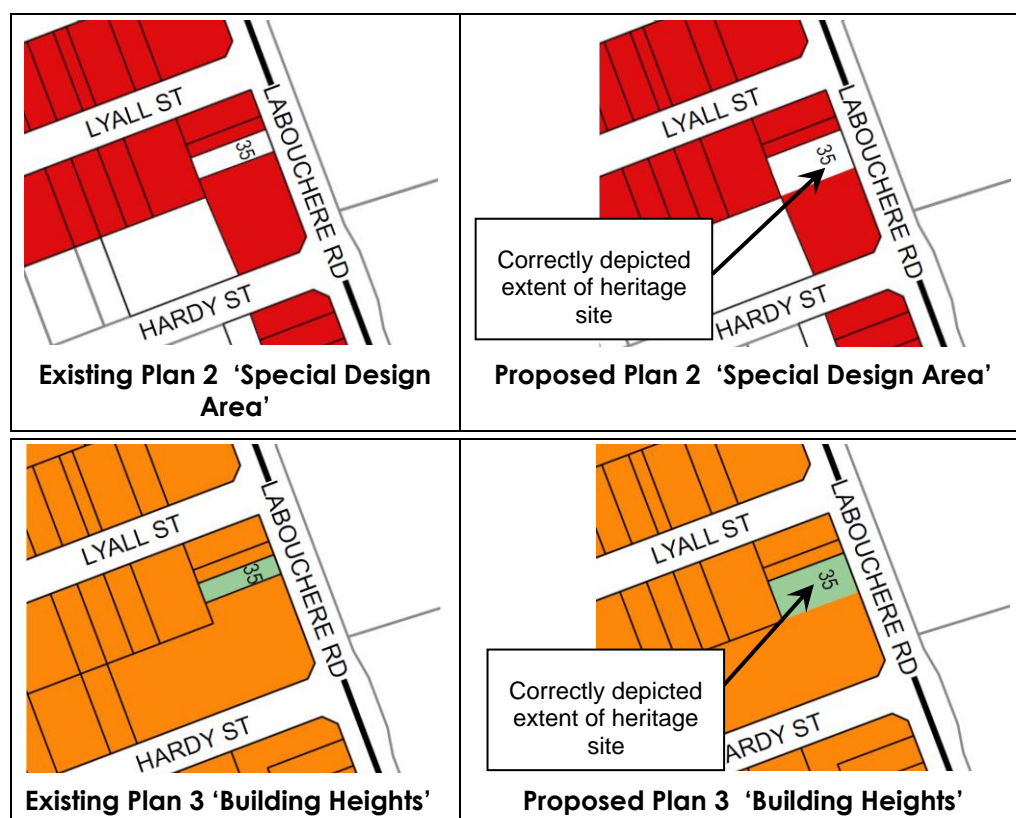 LYALL ST
LABOUCHERE RD
35
HARDY ST
Existing Plan 2 'Special Design
Area'
LYALL ST
LABOUCHERE RD
35
Correctly depicted
extent of heritage
site
HARDY ST
Proposed Plan 2 'Special Design Area'
LYALL ST
LABOUCHERE RD
35
HARDY ST
Existing Plan 3 'Building Heights'
LYALL ST
LABOUCHERE RD
35
Correctly depicted
extent of heritage
site
ARDY ST
Proposed Plan 3 'Building Heights'